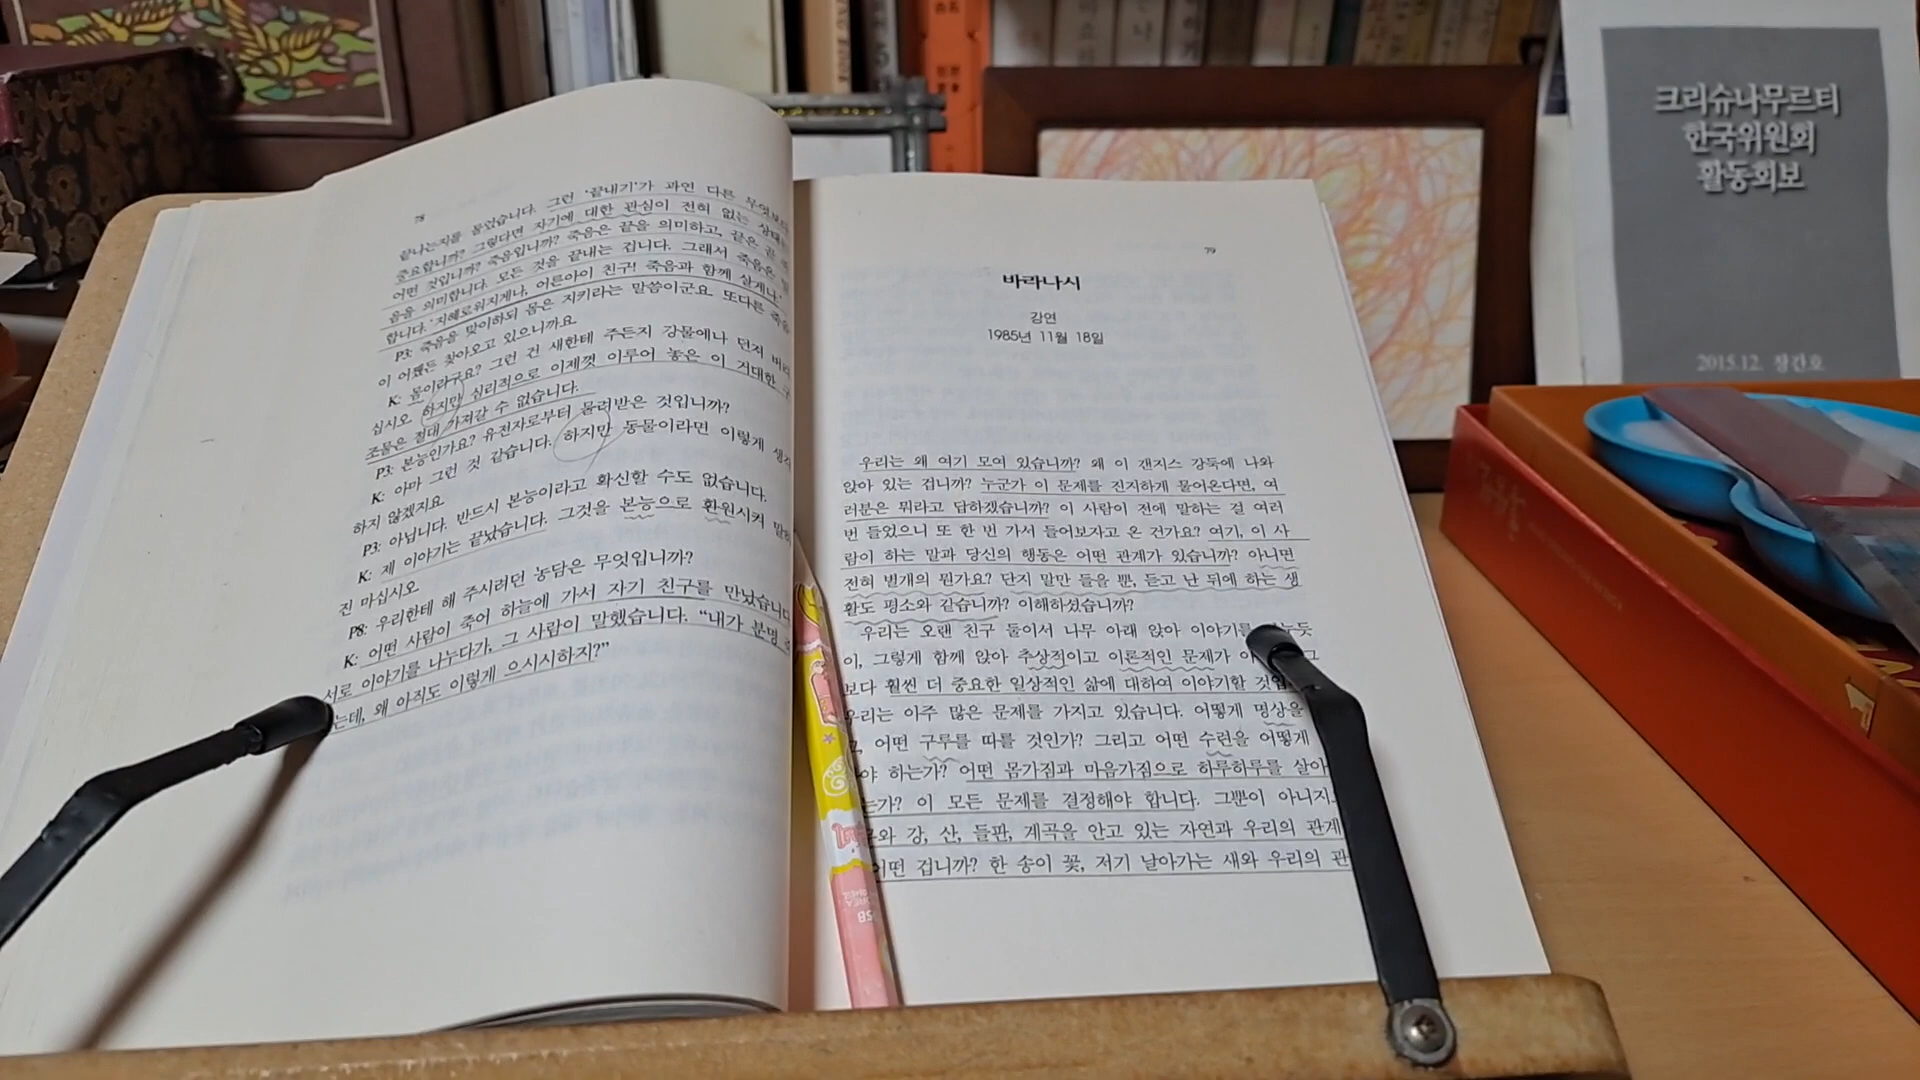 78
끝나는지를 물었습니다. 그런 '끝내기'가 과연 다른 무엇보다
중요합니까? 그렇다면 자기에 대한 관심이 전혀 없는 상태는
어떤 것입니까? 죽음입니까? 죽음은 끝을 의미하고, 끝은 곧
음을 의미합니다. 모든 것을 끝내는 겁니다. 그래서 죽음은
합니다. '지혜로워지게나, 어른아이 친구! 죽음과 함께 살게나.'
P3: 죽음을 맞이하되 몸은 지키라는 말씀이군요. 또다른 죽음
이 어쨌든 찾아오고 있으니까요.
K: 몸이라구요? 그런 건 새한테 주든지 강물에나 던져 버리
십시오. 하지만 심리적으로 이제껏 이루어 놓은 이 거대한 구
조물은 절대 가져갈 수 없습니다.
P3: 본능인가요? 유전자로부터 물려받은 것입니까?
K: 아마 그런 것 같습니다. 하지만 동물이라면 이렇게 생각
하지 않겠지요.
P3: 아닙니다. 반드시 본능이라고 확신할 수도 없습니다.
K: 제 이야기는 끝났습니다. 그것을 본능으로 환원시켜 말하
진 마십시오.
P8: 우리한테 해 주시려던 농담은 무엇입니까?
K: 어떤 사람이 죽어 하늘에 가서 자기 친구를 만났습니다.
서로 이야기를 나누다가, 그 사람이 말했습니다. "내가 분명
는데, 왜 아직도 이렇게 으시시하지?"
79
바라나시
강연
1985년 11월 18일
우리는 왜 여기 모여 있습니까? 왜 이 갠지스 강둑에 나와
앉아 있는 겁니까? 누군가 이 문제를 진지하게 물어온다면, 여
러분은 뭐라고 답하겠습니까? 이 사람이 전에 말하는 걸 여러
번 들었으니 또 한 번 가서 들어보자고 온 건가요? 여기, 이 사
람이 하는 말과 당신의 행동은 어떤 관계가 있습니까? 아니면
전혀 별개의 뭔가요? 단지 말만 들을 뿐, 듣고 난 뒤에 하는 생
활도 평소와 같습니까? 이해하셨습니까?
우리는 오랜 친구 둘이서 나무 아래 앉아 이야기를 나누듯
이, 그렇게 함께 앉아 추상적이고 이론적인 문제가 그
보다 훨씬 더 중요한 일상적인 삶에 대하여 이야기할 것입
우리는 아주 많은 문제를 가지고 있습니다. 어떻게 명상을
어떤 구루를 따를 것인가? 그리고 어떤 수련을 어떻게
야 하는가? 어떤 몸가짐과 마음가짐으로 하루하루를 살아
는가? 이 모든 문제를 결정해야 합니다. 그뿐이 아니지
와 강, 산, 들판, 계곡을 안고 있는 자연과 우리의 관계
어떤 겁니까? 한 송이 꽃, 저기 날아가는 새와 우리의 관
크리슈나무르티
한국위원회
활동회보
2015.12. 창간호